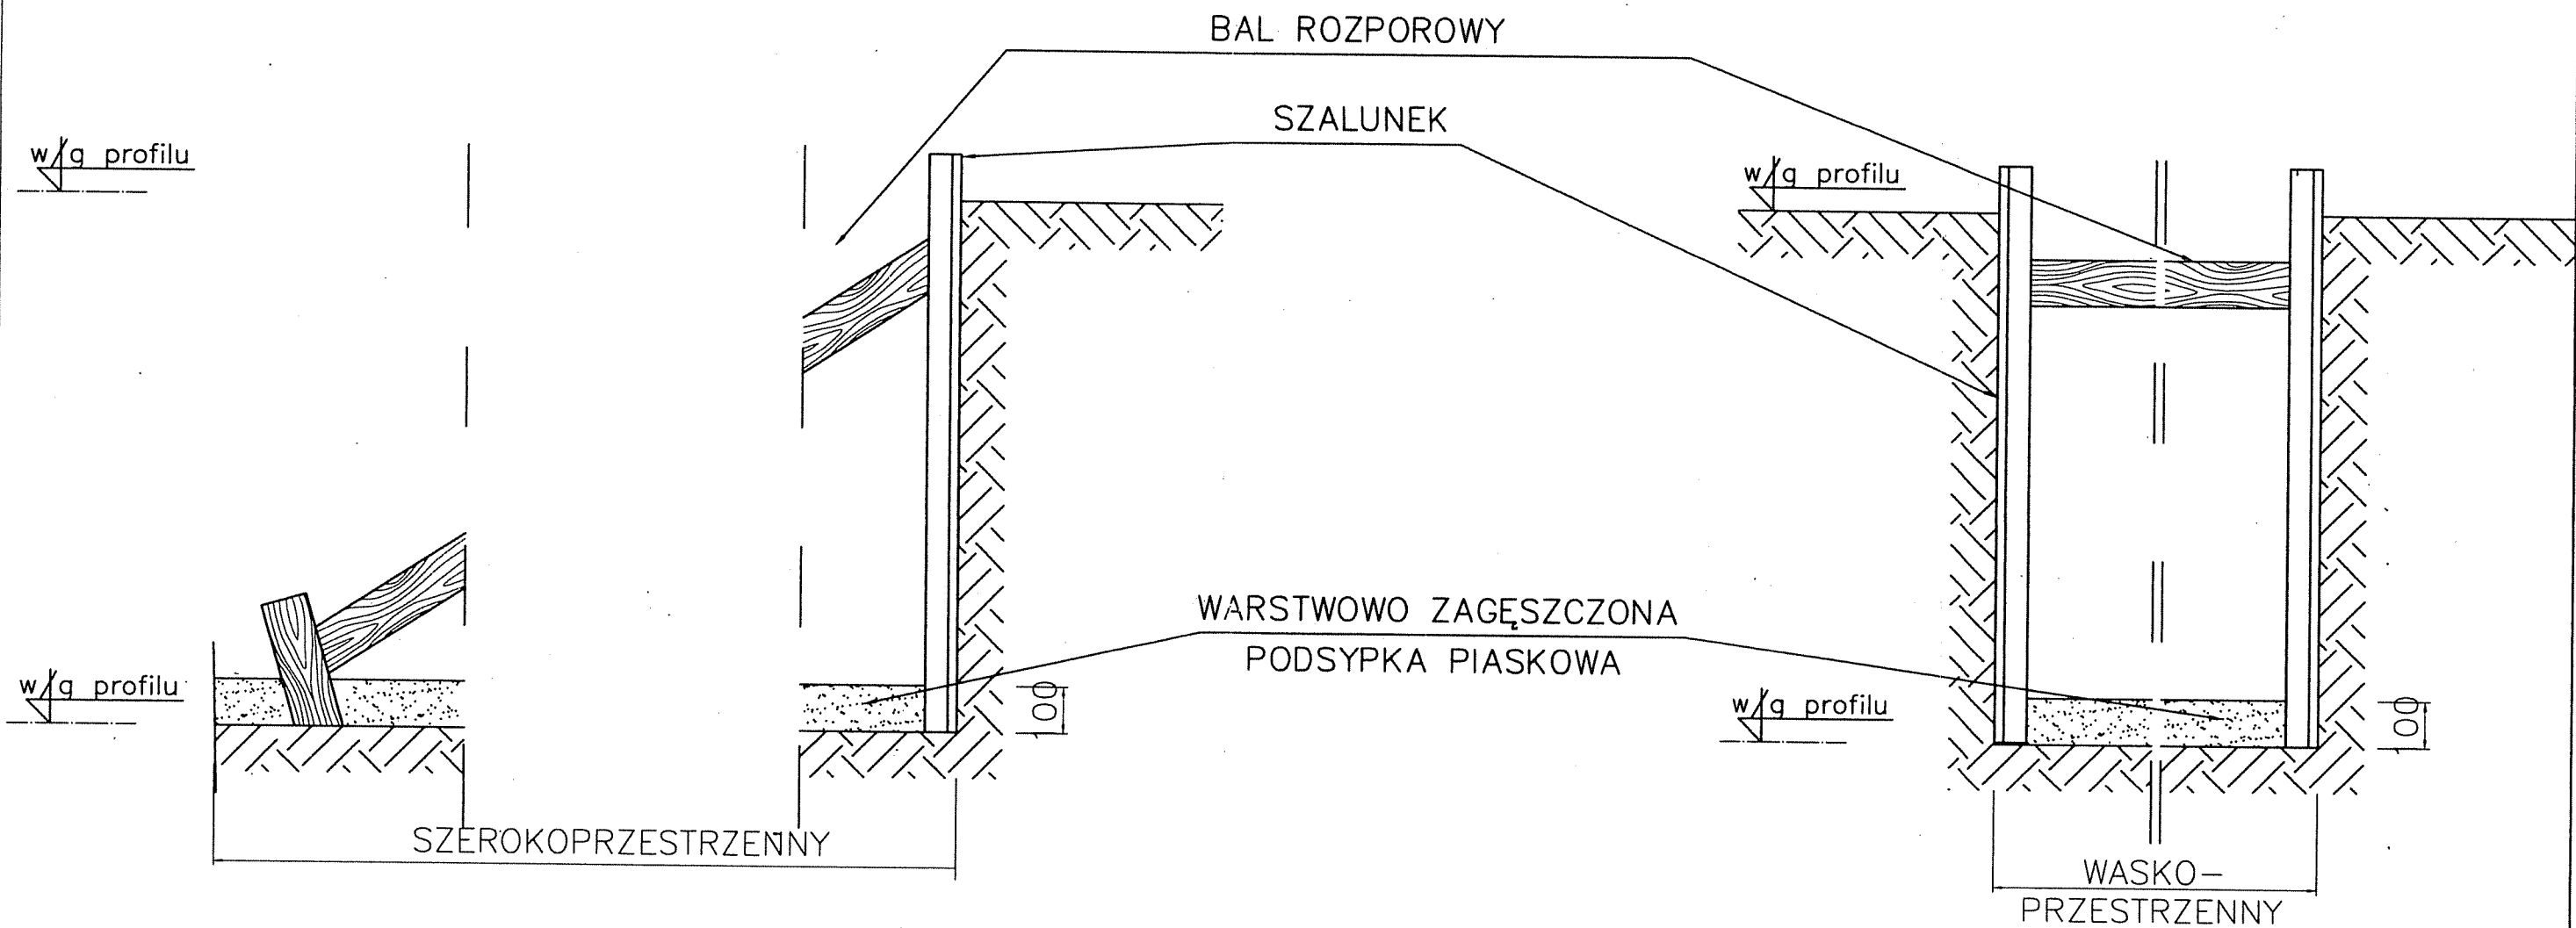 BAL ROZPOROWY
SZALUNEK
w/g profilu
w/g profilu
WARSTWOWO ZAGĘSZCZONA
PODSYPKA PIASKOWA
w/g profilu
w/g profilu
100
100
SZEROKOPRZESTRZENNY
WASKO-
PRZESTRZENNY